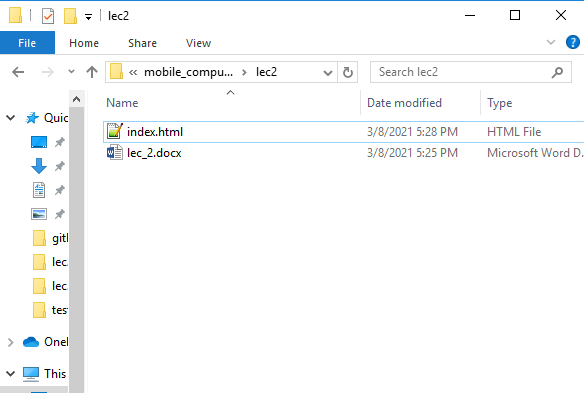 lec2
File Home Share View
mobile_compu... lec2 Search lec2
Name Date modified Type
Quic
index.html 3/8/2021 5:28 PM HTML File
lec_2.docx 3/8/2021 5:25 PM Microsoft Word D...
gitl
lec.
lec.
tes
OneI
This